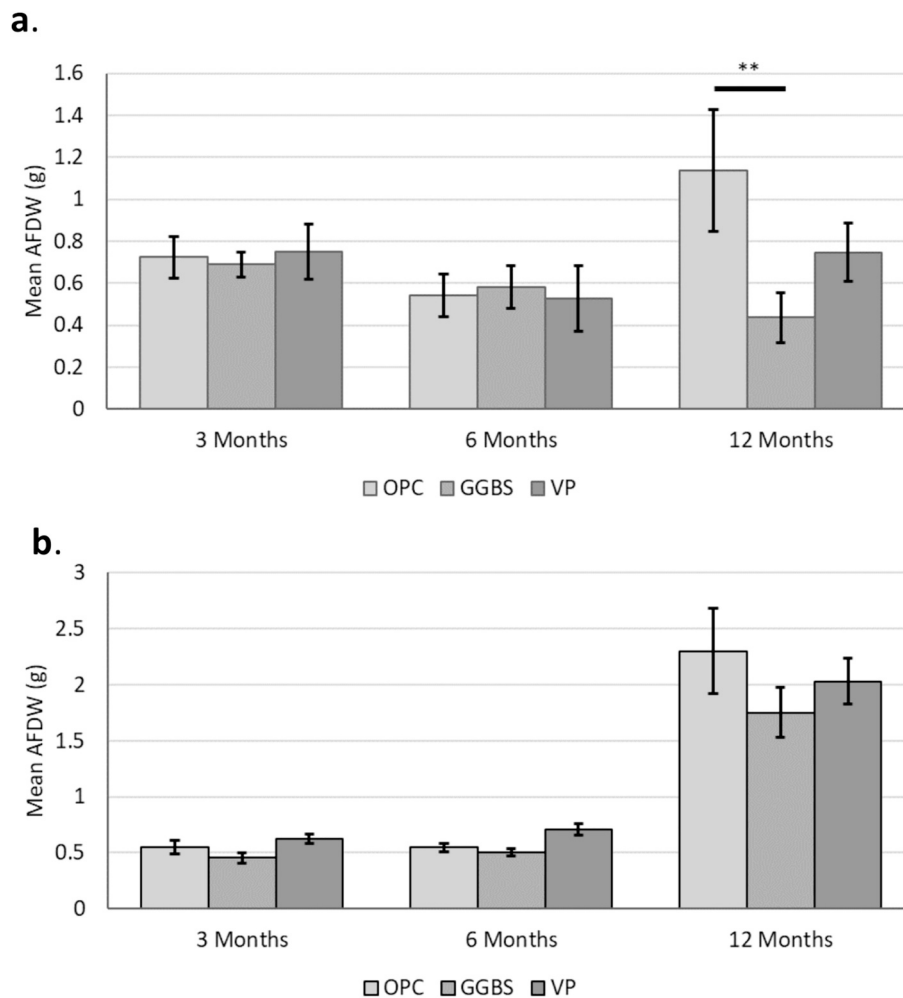 a.
**
1.6
1.4
1.2
1
0.8
0.6
0.4
0.2
0
Mean AFDW (g)
3 Months 6 Months 12 Months
OPC GGBS VP
b.
3
2.5
2
1.5
1
0.5
0
Mean AFDW (g)
3 Months 6 Months 12 Months
OPC GGBS VP